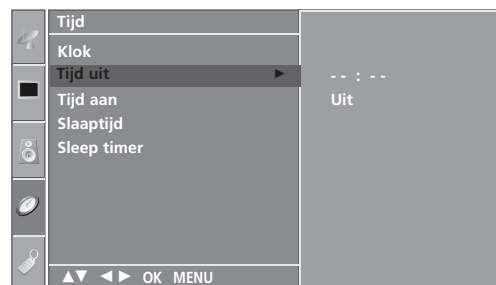 Tijd
Klok
Tijd uit ► -- : --
Tijd aan Uit
Slaaptijd
Sleep timer
▲▼ ◄► OK MENU